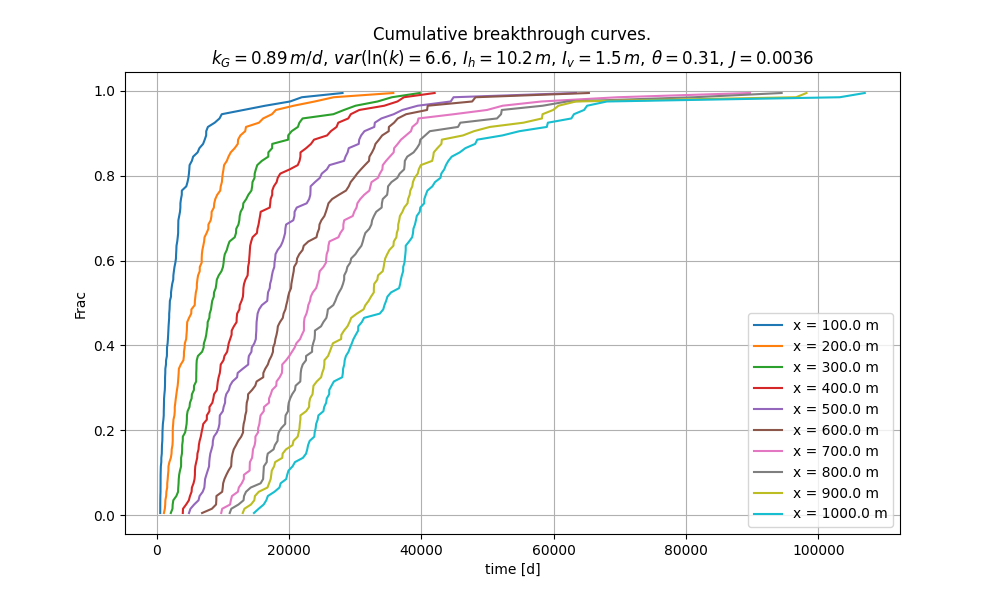 Cumulative breakthrough curves.
k_G = 0.89 m/d, var(ln(k) = 6.6, I_h = 10.2 m, I_v = 1.5 m, θ = 0.31, J = 0.0036
1.0
0.8
0.6
0.4
0.2
0.0
Frac
x = 100.0 m
x = 200.0 m
x = 300.0 m
x = 400.0 m
x = 500.0 m
x = 600.0 m
x = 700.0 m
x = 800.0 m
x = 900.0 m
x = 1000.0 m
0 20000 40000 60000 80000 100000
time [d]